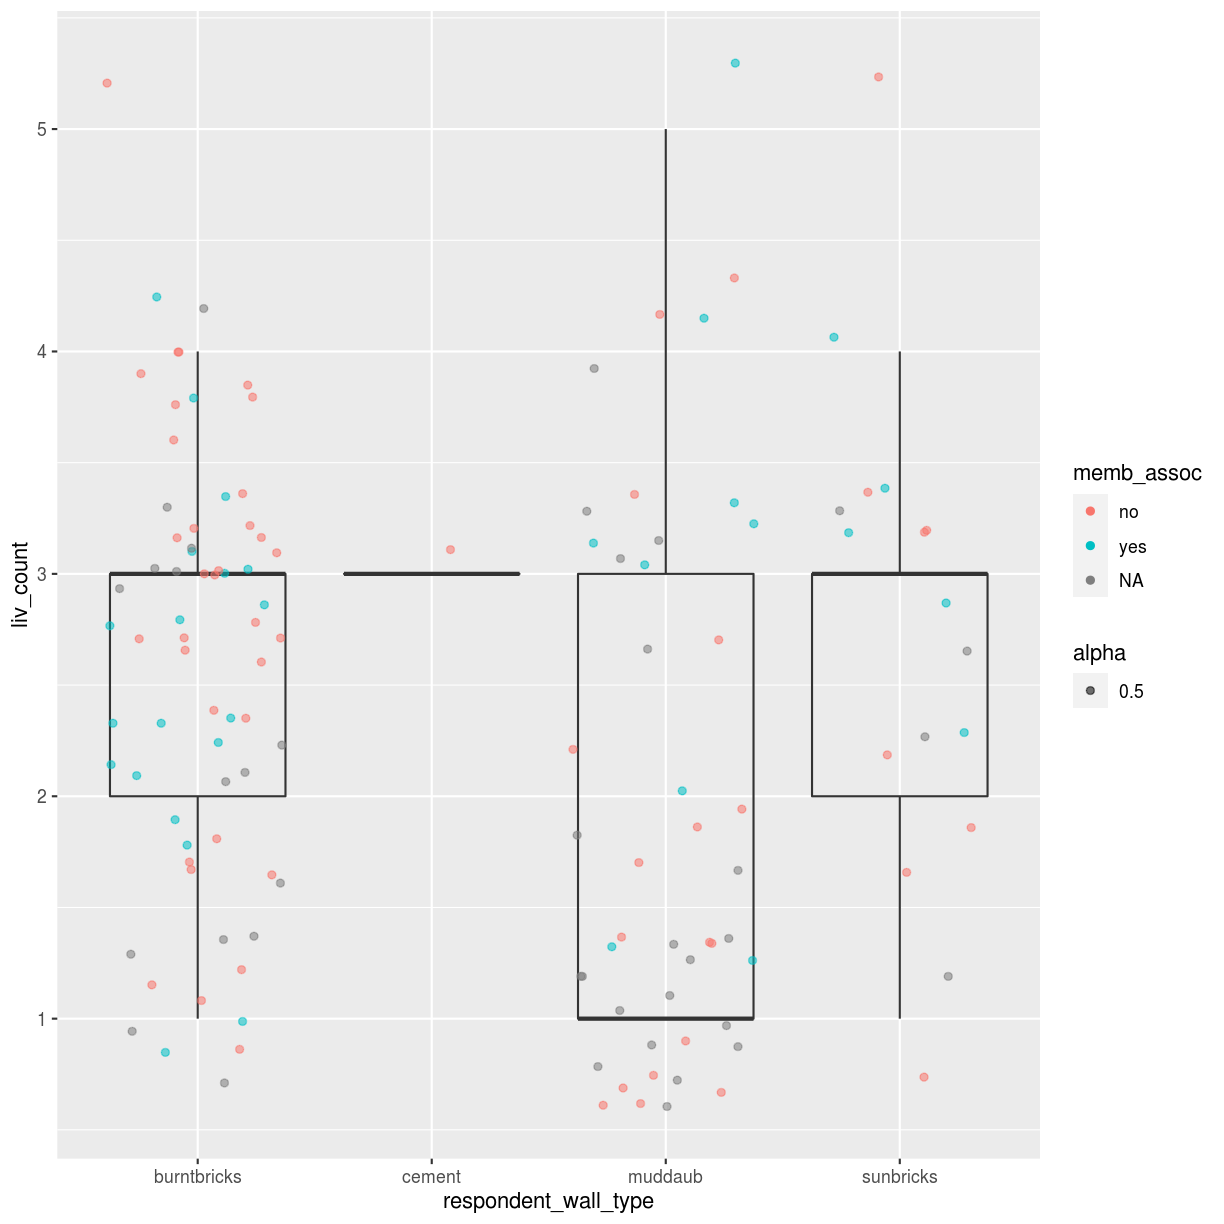 5
4
3
2
1
liv_count
burntbricks
cement
muddaub
sunbricks
respondent_wall_type
memb_assoc
no
yes
NA
alpha
0.5